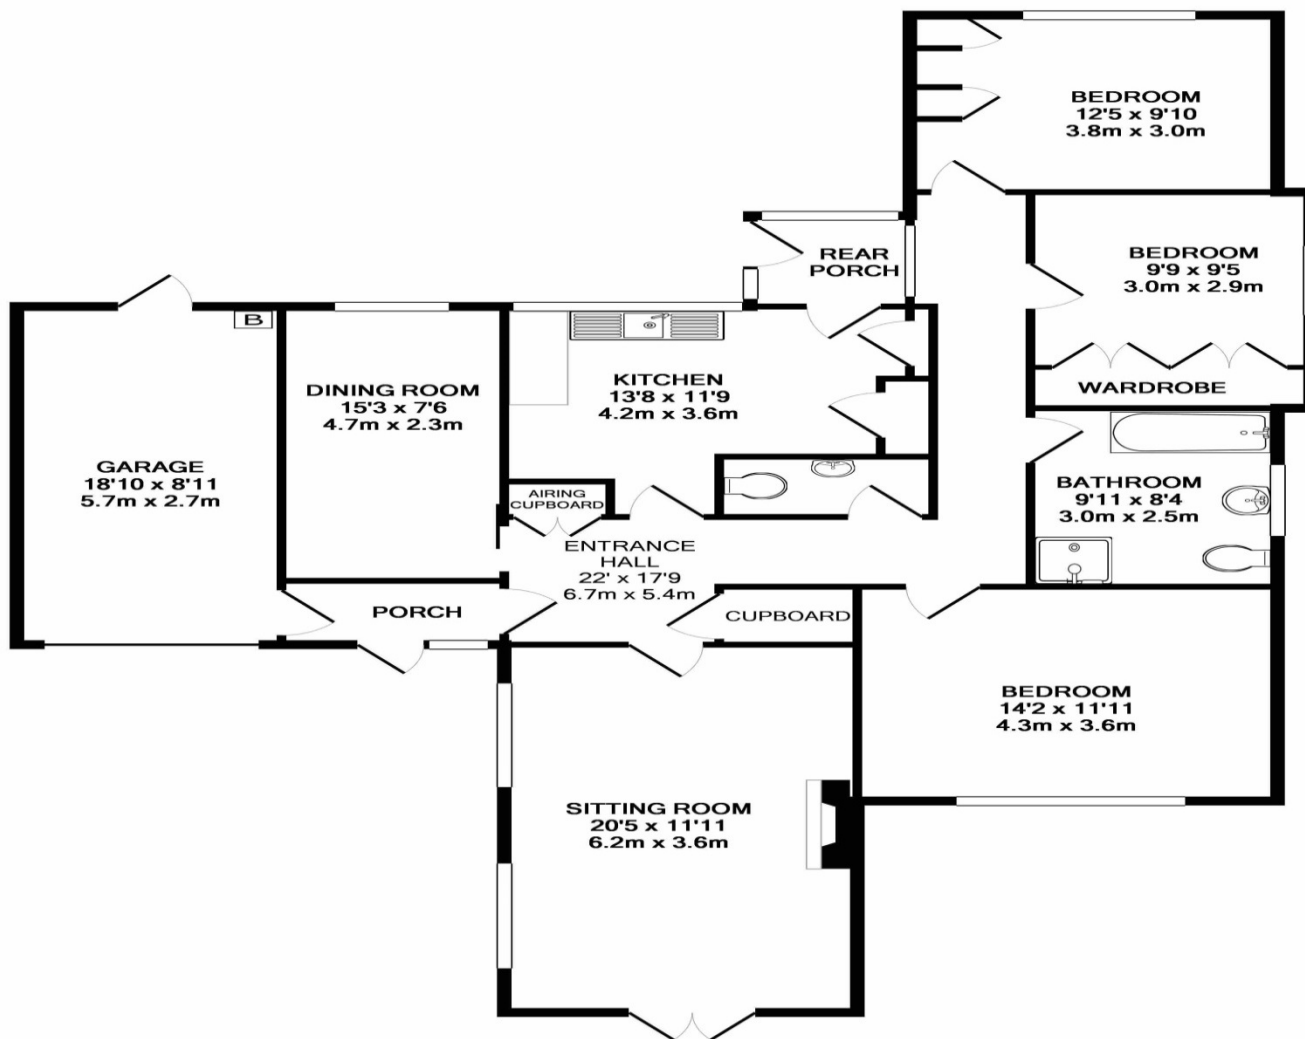 BEDROOM
12'5 x 9'10
3.8m x 3.0m
BEDROOM
9'9 x 9'5
3.0m x 2.9m
REAR
PORCH
B
WARDROBE
KITCHEN
13'8 x 11'9
4.2m x 3.6m
DINING ROOM
15'3 x 7'6
4.7m x 2.3m
GARAGE
18'10 x 8'11
5.7m x 2.7m
BATHROOM
9'11 x 8'4
3.0m x 2.5m
AIRING
CUPBOARD
ENTRANCE
HALL
22' x 17'9
6.7m x 5.4m
PORCH
CUPBOARD
BEDROOM
14'2 x 11'11
4.3m x 3.6m
SITTING ROOM
20'5 x 11'11
6.2m x 3.6m